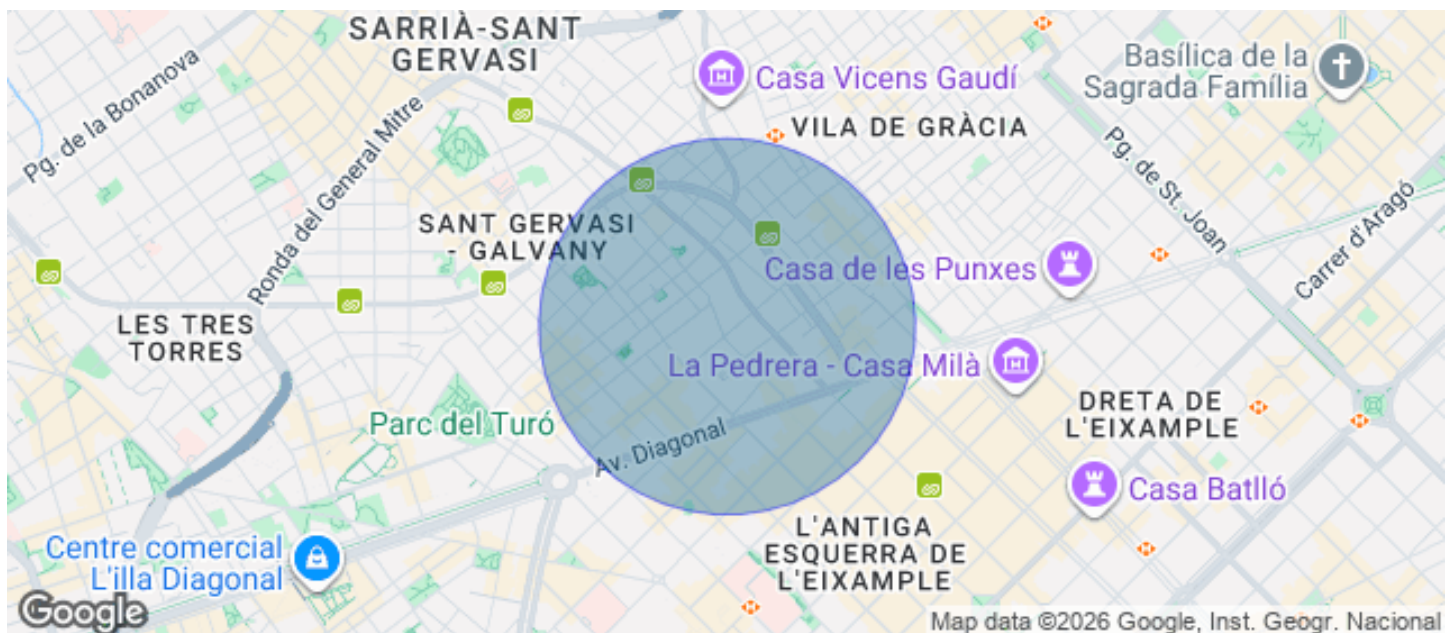 SARRIÀ-SANT
GERVASI
Pg. de la Bonanova
Ronda del General Mitre
Casa Vicens Gaudí
VILA DE GRÀCIA
Basílica de la
Sagrada Família
Pg. de St. Joan
Carrer d'Aragó
SANT GERVASI
- GALVANY
Casa de les Punxes
LES TRES
TORRES
La Pedrera - Casa Milà
DRETA DE
L'EIXAMPLE
Parc del Turó
Av. Diagonal
Casa Batlló
L'ANTIGA
ESQUERRA DE
L'EIXAMPLE
Centre comercial
L'illa Diagonal
Google
Map data ©2026 Google, Inst. Geogr. Nacional